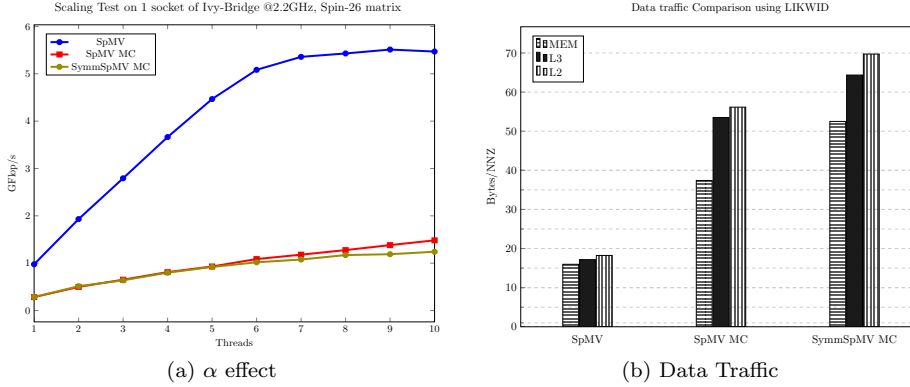 Scaling Test on 1 socket of Ivy-Bridge @2.2GHz, Spin-26 matrix
SpMV
SpMV MC
SymmSpMV MC
GFlop/s
6
5
4
3
2
1
0
1 2 3 4 5 6 7 8 9 10
Threads
(a) α effect
Data traffic Comparison using LIKWID
MEM
L3
L2
Bytes/NNZ
70
60
50
40
30
20
10
0
SpMV SpMV MC SymmSpMV MC
(b) Data Traffic